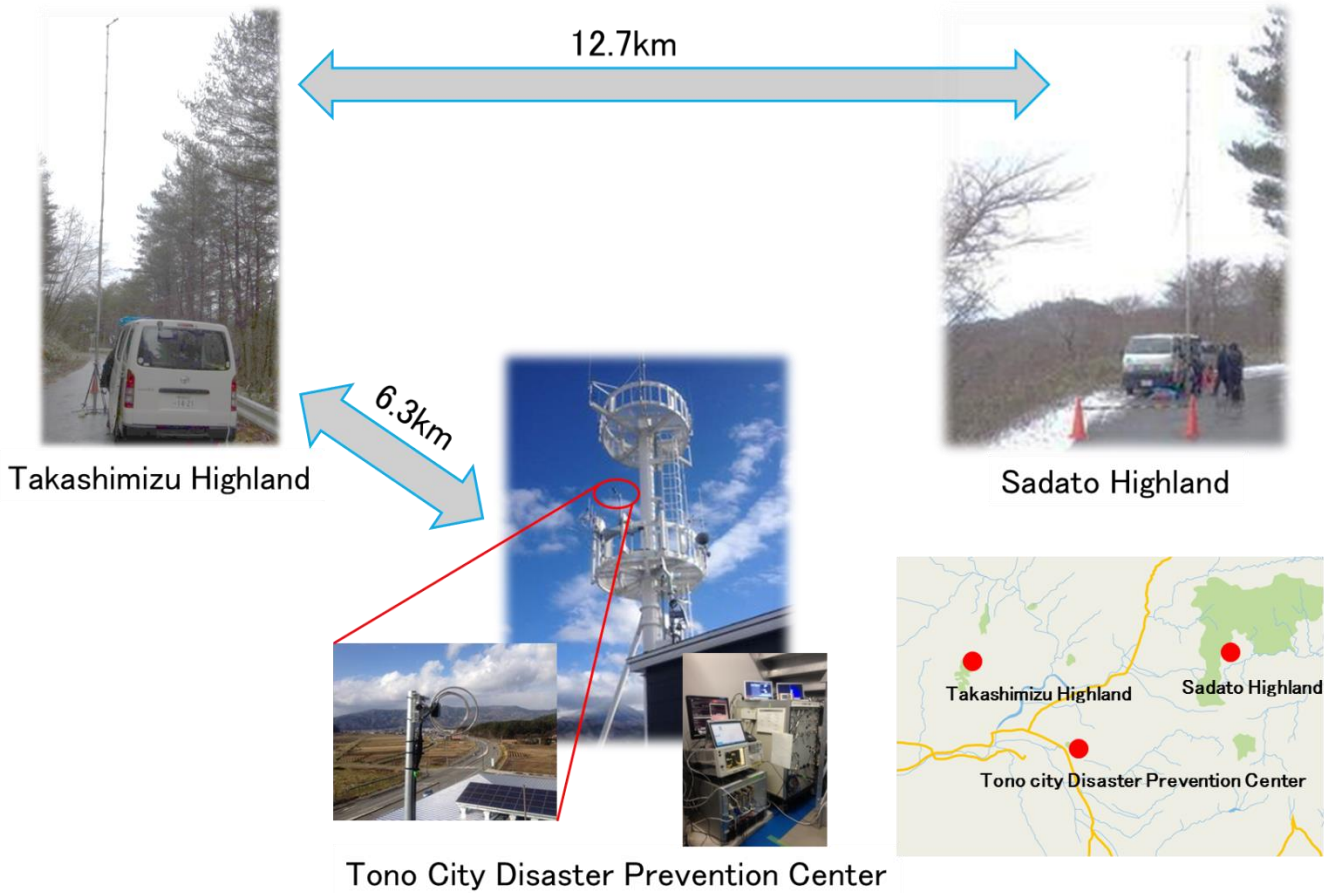 12.7km
6.3km
Takashimizu Highland
Sadato Highland
Takashimizu Highland
Sadato Highland
Tono city Disaster Prevention Center
Tono City Disaster Prevention Center